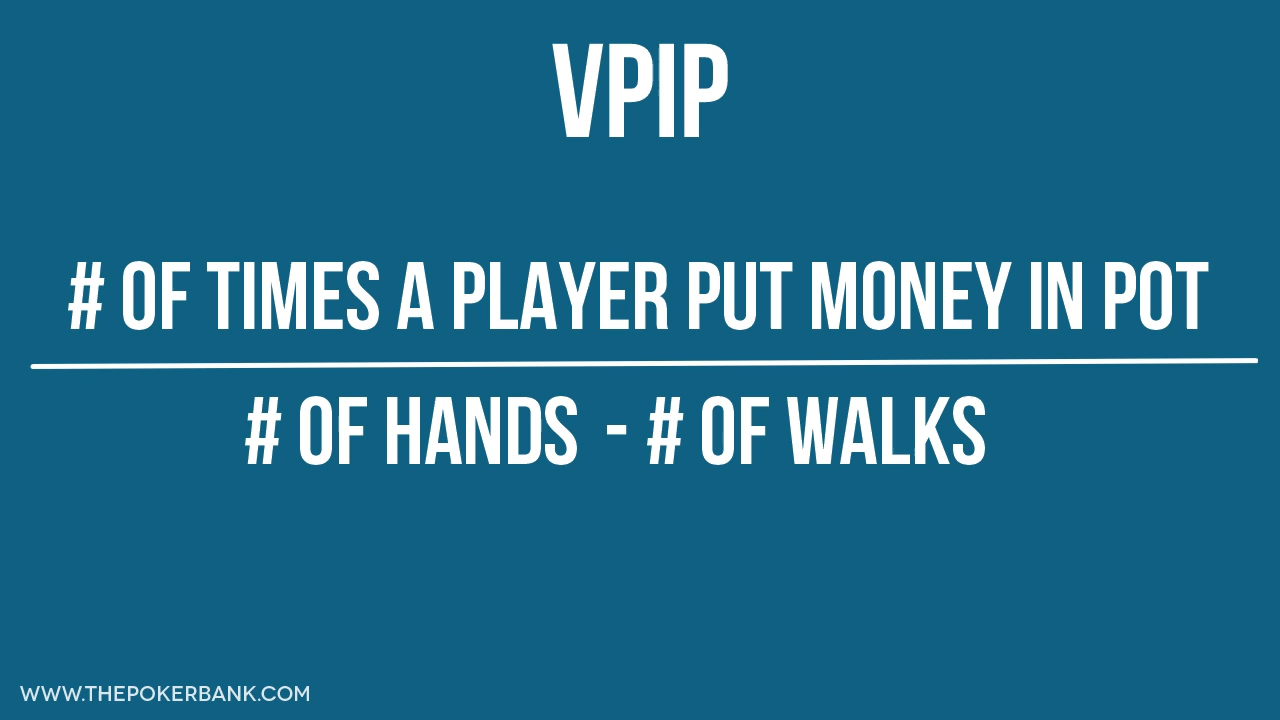 VPIP
# OF TIMES A PLAYER PUT MONEY IN POT
# OF HANDS - # OF WALKS
WWW.THEPOKERBANK.COM